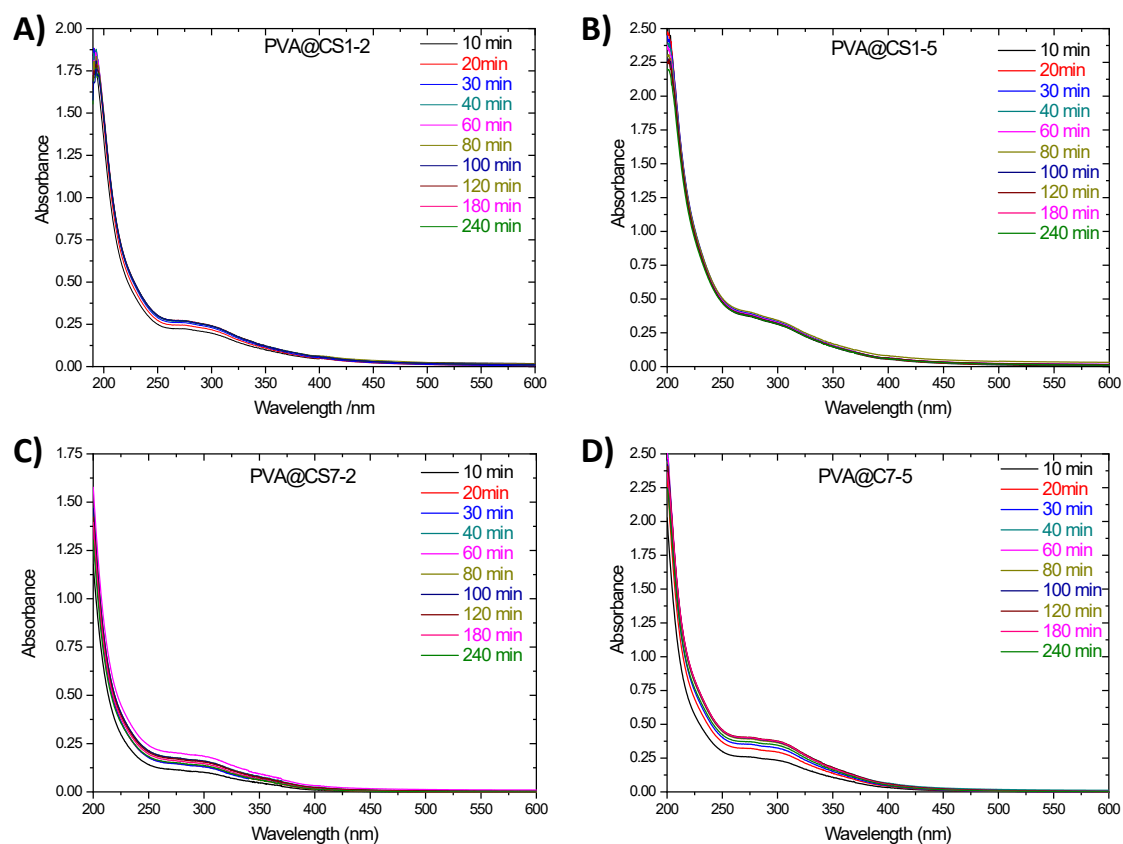 A)
PVA@CS1-2
10 min
20min
30 min
40 min
60 min
80 min
100 min
120 min
180 min
240 min
2.00
1.75
1.50
1.25
1.00
0.75
0.50
0.25
0.00
Absorbance
200 250 300 350 400 450 500 550 600
Wavelength /nm
B)
PVA@CS1-5
10 min
20min
30 min
40 min
60 min
80 min
100 min
120 min
180 min
240 min
2.50
2.25
2.00
1.75
1.50
1.25
1.00
0.75
0.50
0.25
0.00
Absorbance
200 250 300 350 400 450 500 550 600
Wavelength (nm)
C)
PVA@CS7-2
10 min
20min
30 min
40 min
60 min
80 min
100 min
120 min
180 min
240 min
1.75
1.50
1.25
1.00
0.75
0.50
0.25
0.00
Absorbance
200 250 300 350 400 450 500 550 600
Wavelength (nm)
D)
PVA@C7-5
10 min
20min
30 min
40 min
60 min
80 min
100 min
120 min
180 min
240 min
2.50
2.25
2.00
1.75
1.50
1.25
1.00
0.75
0.50
0.25
0.00
Absorbance
200 250 300 350 400 450 500 550 600
Wavelength (nm)